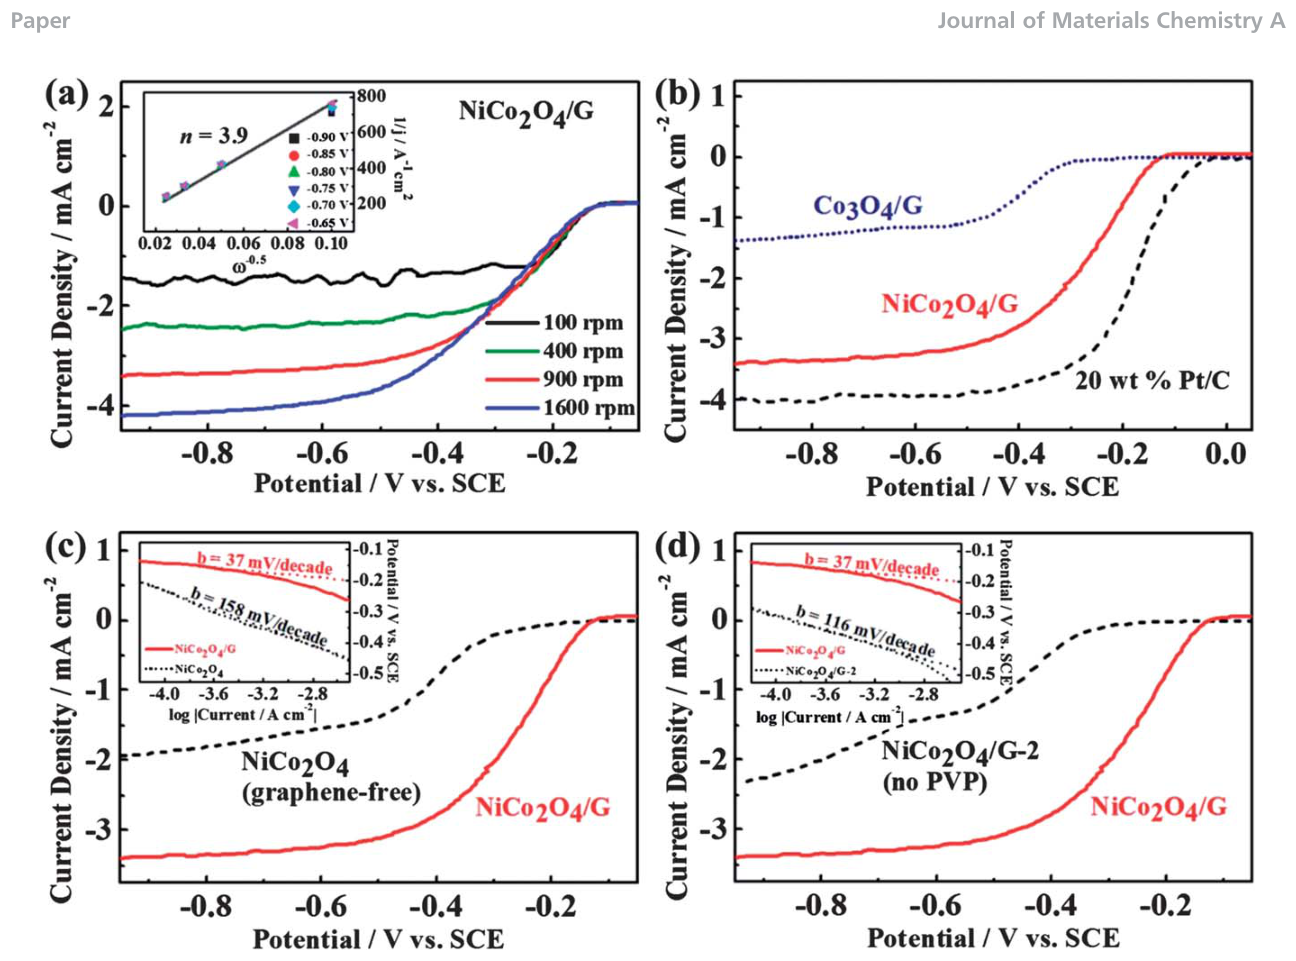 Paper
Journal of Materials Chemistry A
(a)
NiCo2O4/G
n = 3.9
-0.90 V
-0.85 V
-0.80 V
-0.75 V
-0.70 V
-0.65 V
800
600
400
200
1/j / A-1 cm2
0.02 0.04 0.06 0.08 0.10
ω-0.5
2
0
-2
-4
Current Density / mA cm-2
100 rpm
400 rpm
900 rpm
1600 rpm
-0.8 -0.6 -0.4 -0.2
Potential / V vs. SCE
(b)
1
0
-1
-2
-3
-4
Current Density / mA cm-2
Co3O4/G
NiCo2O4/G
20 wt % Pt/C
-0.8 -0.6 -0.4 -0.2 0.0
Potential / V vs. SCE
(c)
1
0
-1
-2
-3
Current Density / mA cm-2
b = 37 mV/decade
b = 158 mV/decade
NiCo2O4/G
NiCo2O4
-0.1
-0.2
-0.3
-0.4
-0.5
Potential / V vs. SCE
-4.0 -3.6 -3.2 -2.8
log |Current / A cm-2|
NiCo2O4
(graphene-free)
NiCo2O4/G
-0.8 -0.6 -0.4 -0.2
Potential / V vs. SCE
(d)
1
0
-1
-2
-3
Current Density / mA cm-2
b = 37 mV/decade
b = 116 mV/decade
NiCo2O4/G
NiCo2O4/G-2
-0.1
-0.2
-0.3
-0.4
-0.5
Potential / V vs. SCE
-4.0 -3.6 -3.2 -2.8
log |Current / A cm-2|
NiCo2O4/G-2
(no PVP)
NiCo2O4/G
-0.8 -0.6 -0.4 -0.2
Potential / V vs. SCE